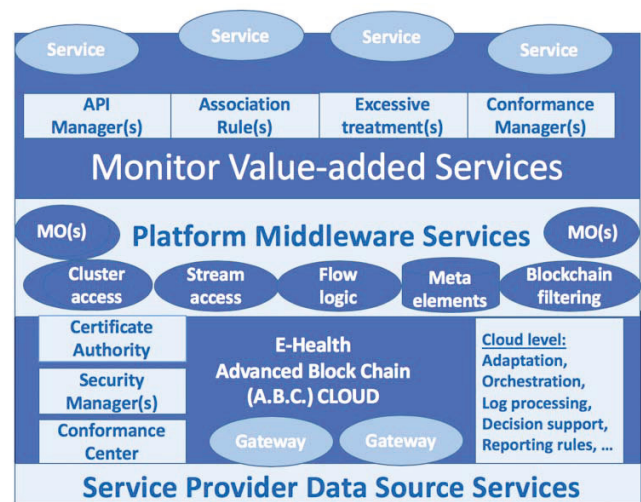 Service
Service
Service
Service
API
Manager(s)
Association
Rule(s)
Excessive
treatment(s)
Conformance
Manager(s)
Monitor Value-added Services
MO(s)
Platform Middleware Services
MO(s)
Cluster
access
Stream
access
Flow
logic
Meta
elements
Blockchain
filtering
Certificate
Authority
Security
Manager(s)
Conformance
Center
E-Health
Advanced Block Chain
(A.B.C.) CLOUD
Gateway
Gateway
Cloud level:
Adaptation,
Orchestration,
Log processing,
Decision support,
Reporting rules, ...
Service Provider Data Source Services